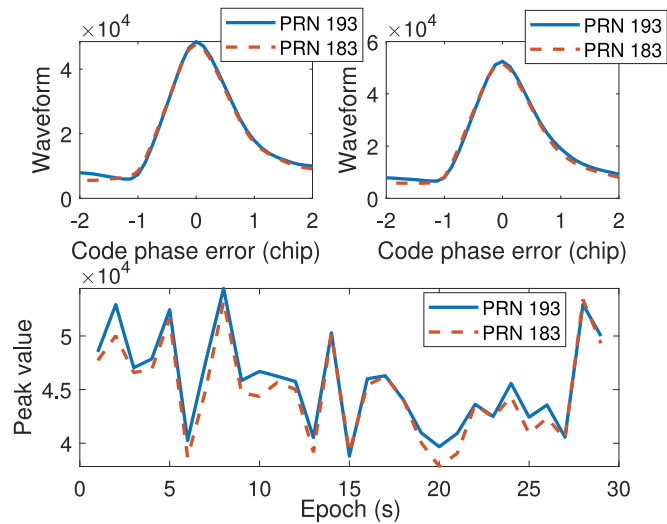 ×10⁴
PRN 193
PRN 183
Waveform
4
2
0
-2 -1 0 1 2
Code phase error (chip)
×10⁴
PRN 193
PRN 183
Waveform
6
4
2
0
-2 -1 0 1 2
Code phase error (chip)
×10⁴
PRN 193
PRN 183
Peak value
5
4.5
4
0 5 10 15 20 25 30
Epoch (s)